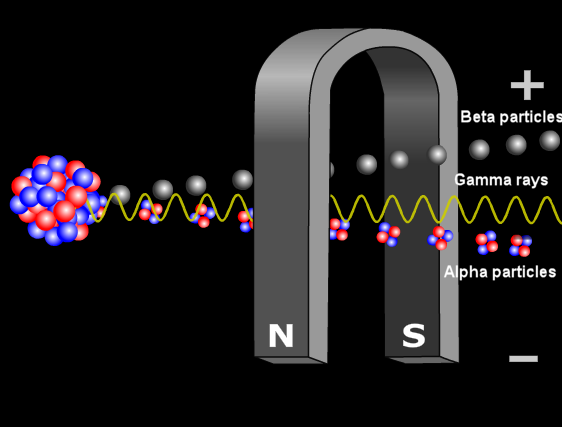 +
Beta particles
Gamma rays
Alpha particles
N S
−